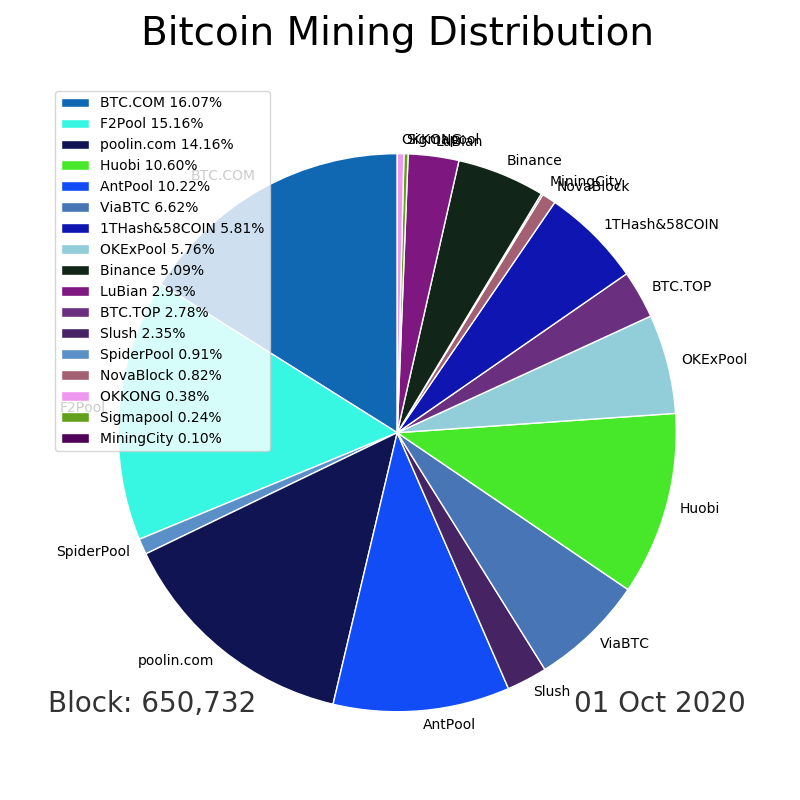 Bitcoin Mining Distribution
BTC.COM 16.07%
F2Pool 15.16%
poolin.com 14.16%
Huobi 10.60%
AntPool 10.22%
ViaBTC 6.62%
1THash&58COIN 5.81%
OKExPool 5.76%
Binance 5.09%
LuBian 2.93%
BTC.TOP 2.78%
Slush 2.35%
SpiderPool 0.91%
NovaBlock 0.82%
OKKONG 0.38%
Sigmapool 0.24%
MiningCity 0.10%
OKKONG
Sigmapool
LuBian
Binance
MiningCity
NovaBlock
BTC.COM
1THash&58COIN
BTC.TOP
OKExPool
F2Pool
Huobi
SpiderPool
ViaBTC
poolin.com
Slush
AntPool
Block: 650,732
01 Oct 2020